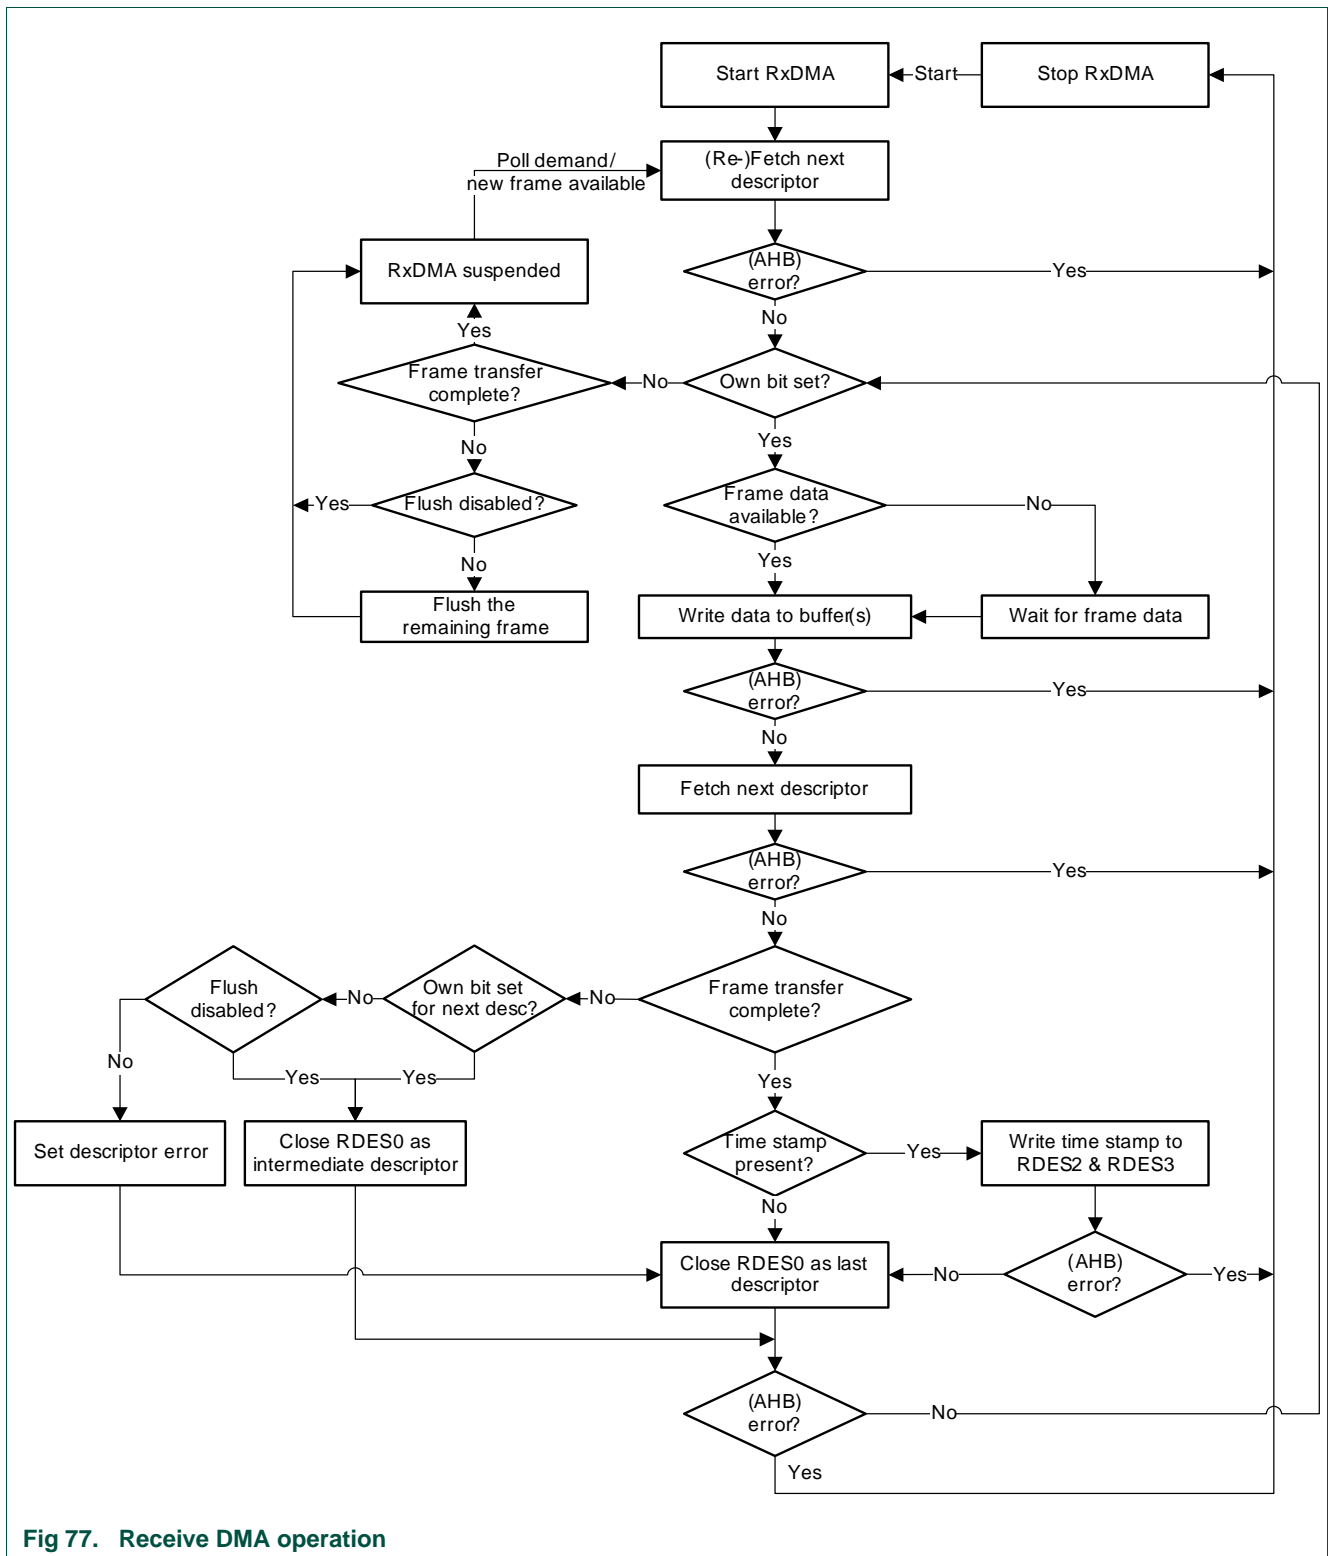 Start RxDMA
Start
Stop RxDMA
Poll demand/
new frame available
(Re-)Fetch next
descriptor
RxDMA suspended
(AHB)
error?
Yes
No
Yes
Frame transfer
complete?
No
Own bit set?
No
Yes
Yes
Flush disabled?
Frame data
available?
No
No
Yes
Flush the
remaining frame
Write data to buffer(s)
Wait for frame data
(AHB)
error?
Yes
No
Fetch next descriptor
(AHB)
error?
Yes
No
Flush
disabled?
No
Own bit set
for next desc?
No
Frame transfer
complete?
No
Yes
Yes
Yes
Set descriptor error
Close RDES0 as
intermediate descriptor
Time stamp
present?
Yes
Write time stamp to
RDES2 & RDES3
No
Close RDES0 as last
descriptor
No
(AHB)
error?
Yes
(AHB)
error?
No
Yes
Fig 77. Receive DMA operation